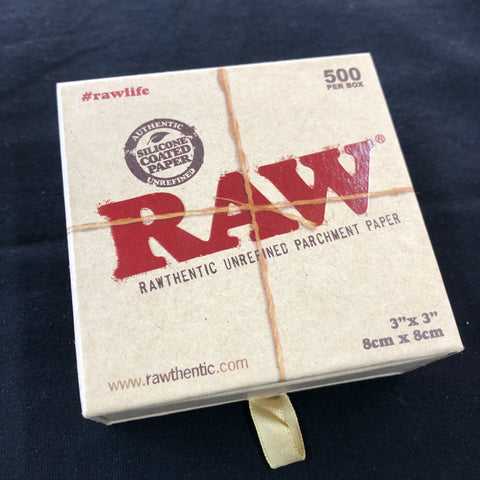 #rawlife
500
PER BOX
AUTHENTIC
SILICONE
COATED
PAPER
UNREFINED
RAW®
RAWTHENTIC UNREFINED PARCHMENT PAPER
3"x 3"
8cm x 8cm
www.rawthentic.com